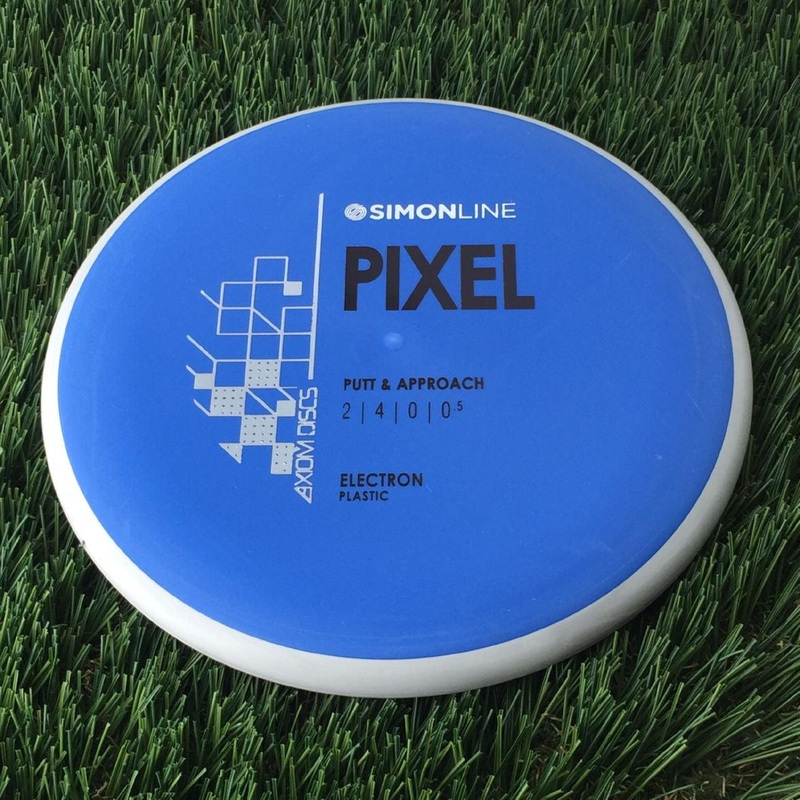 SIMONLINE
PIXEL
PUTT & APPROACH
2 | 4 | 0 | 0.5
ELECTRON
PLASTIC
AXIOM DISCS